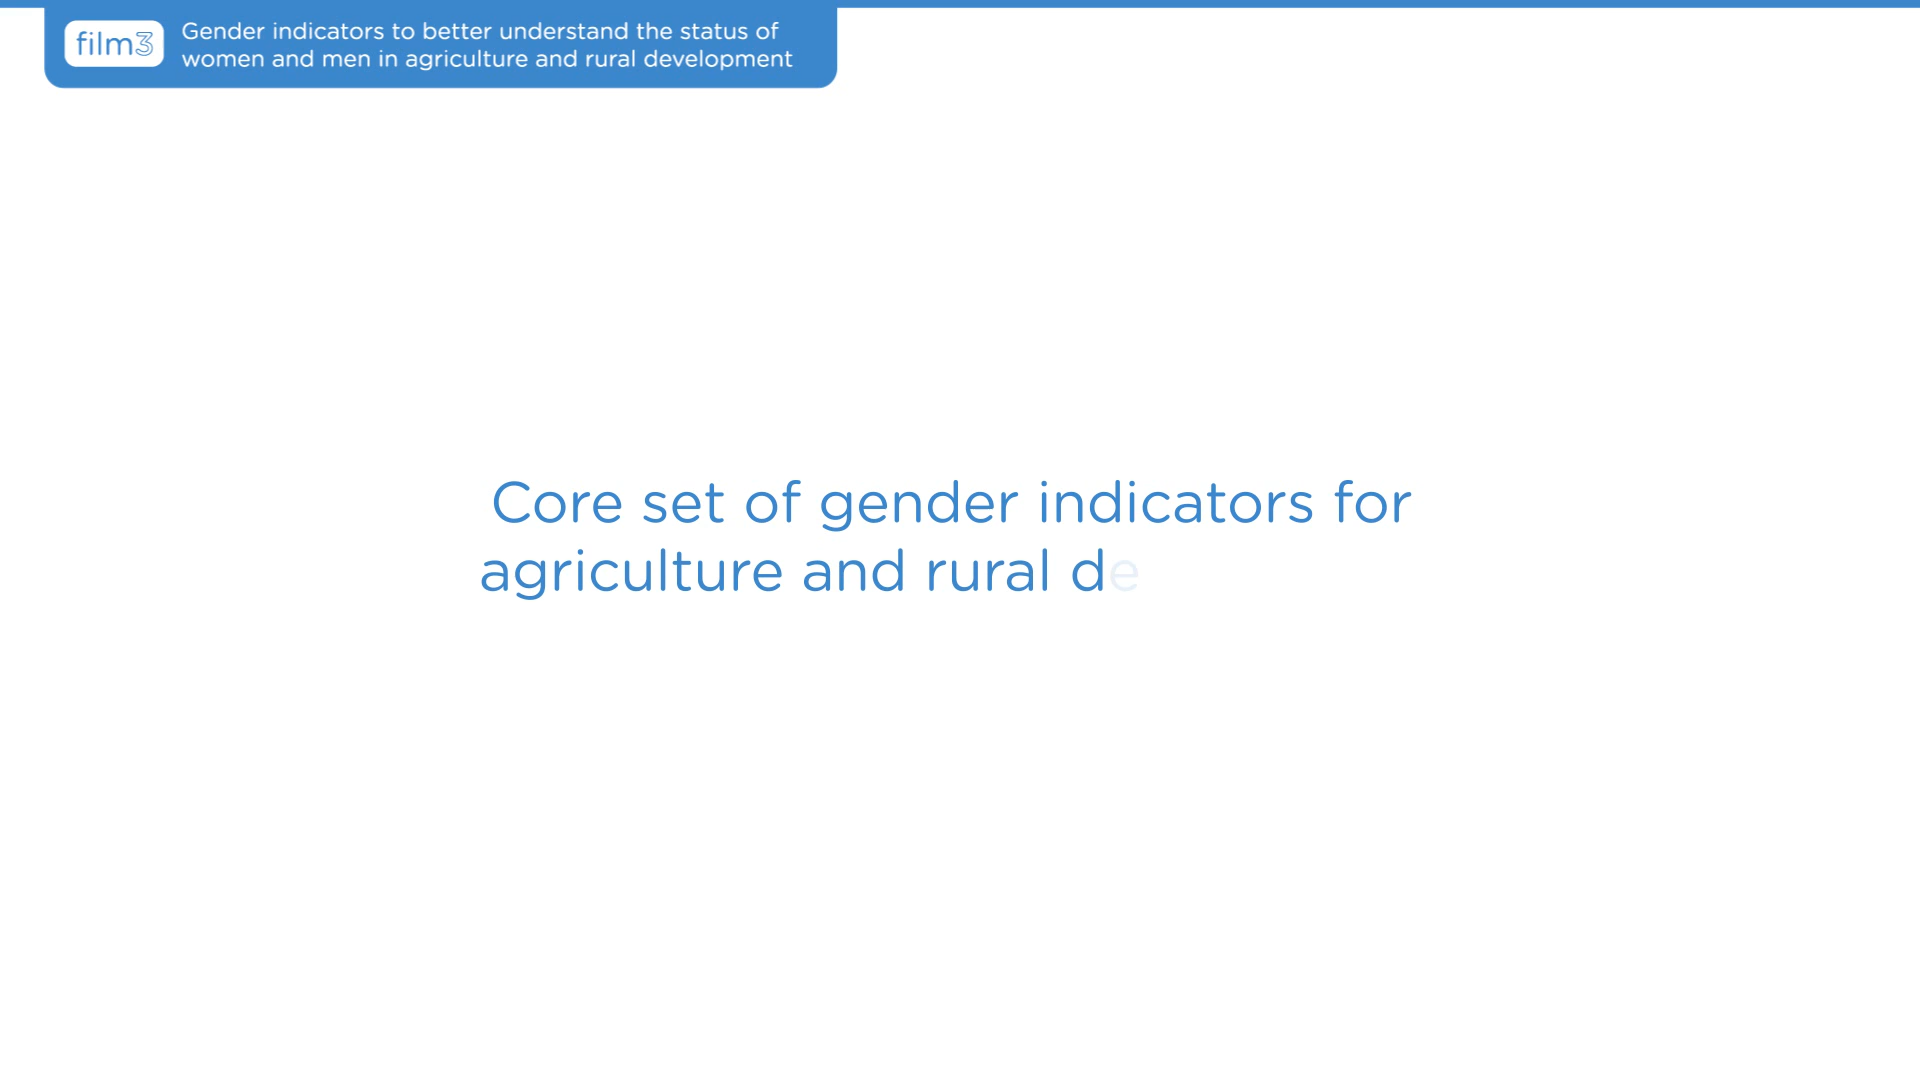 film3
Gender indicators to better understand the status of
women and men in agriculture and rural development
Core set of gender indicators for
agriculture and rural de